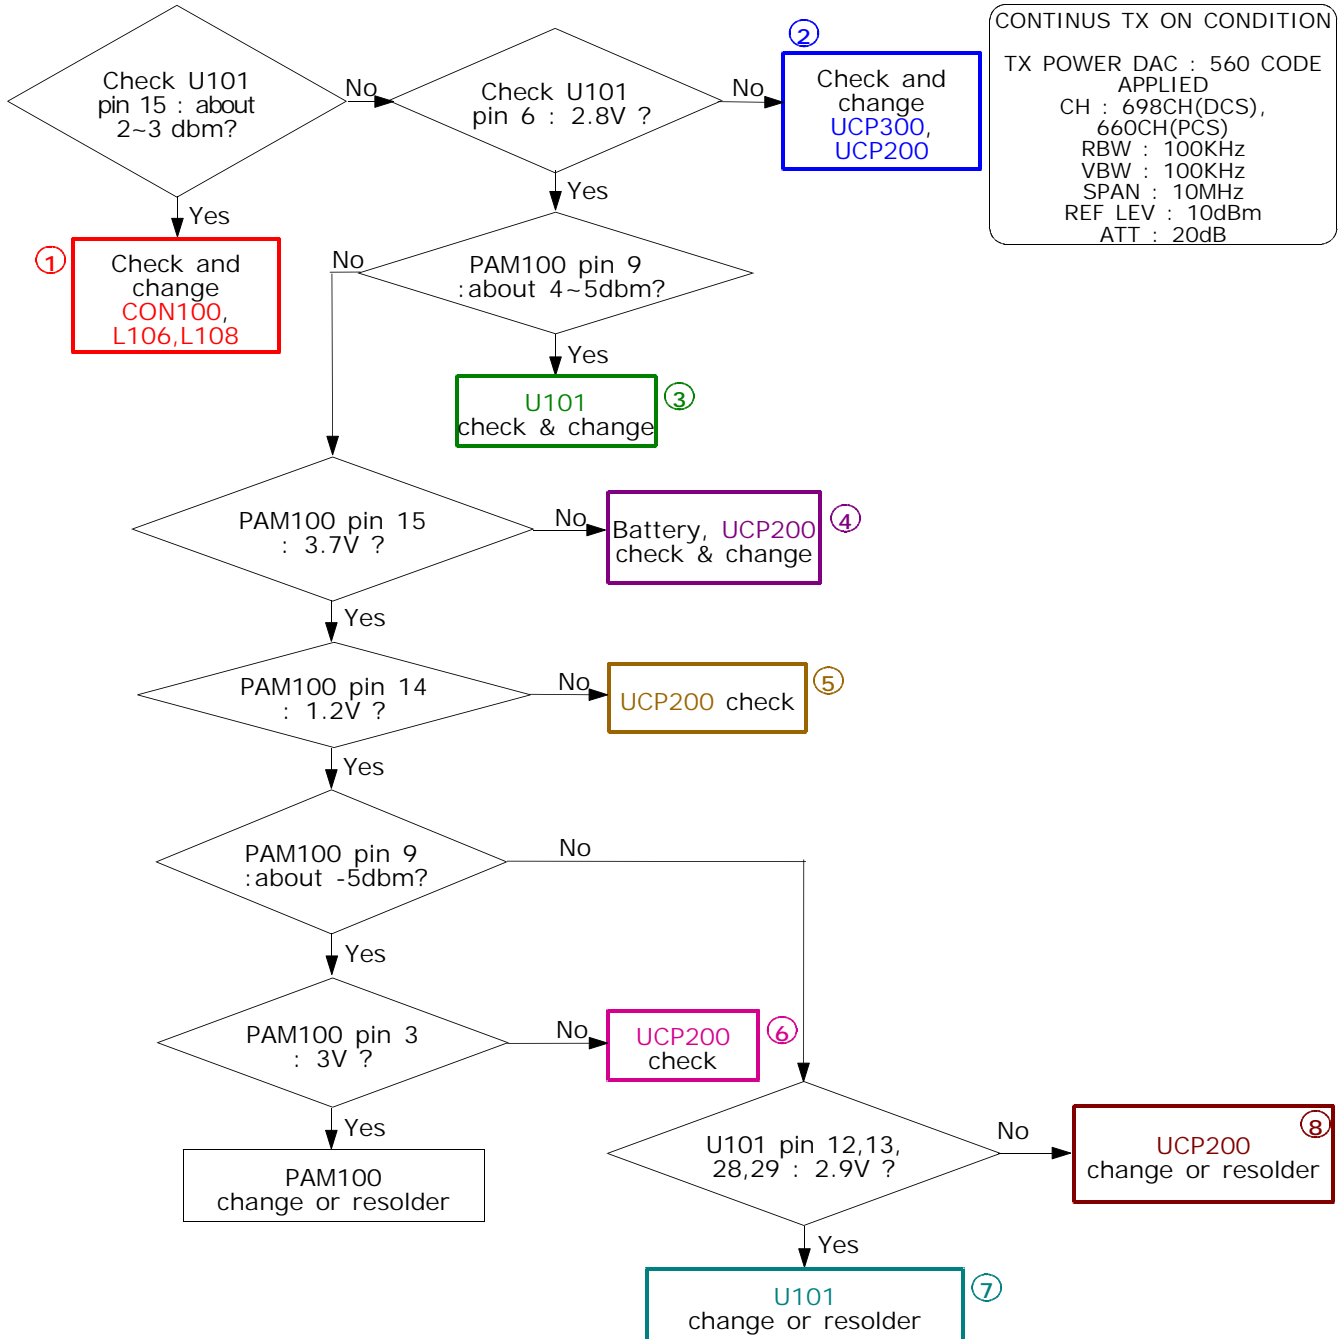 Check U101
pin 15 : about
2~3 dbm?
No
Check U101
pin 6 : 2.8V ?
No
②
Check and
change
UCP300,
UCP200
CONTINUS TX ON CONDITION
TX POWER DAC : 560 CODE
APPLIED
CH : 698CH(DCS),
660CH(PCS)
RBW : 100KHz
VBW : 100KHz
SPAN : 10MHz
REF LEV : 10dBm
ATT : 20dB
Yes
Yes
①
Check and
change
CON100,
L106,L108
No
PAM100 pin 9
:about 4~5dbm?
Yes
U101
check & change
③
PAM100 pin 15
: 3.7V ?
No
Battery, UCP200
check & change
④
Yes
PAM100 pin 14
: 1.2V ?
No
UCP200 check
⑤
Yes
PAM100 pin 9
:about -5dbm?
No
Yes
PAM100 pin 3
: 3V ?
No
UCP200
check
⑥
Yes
PAM100
change or resolder
U101 pin 12,13,
28,29 : 2.9V ?
No
UCP200
change or resolder
⑧
Yes
U101
change or resolder
⑦